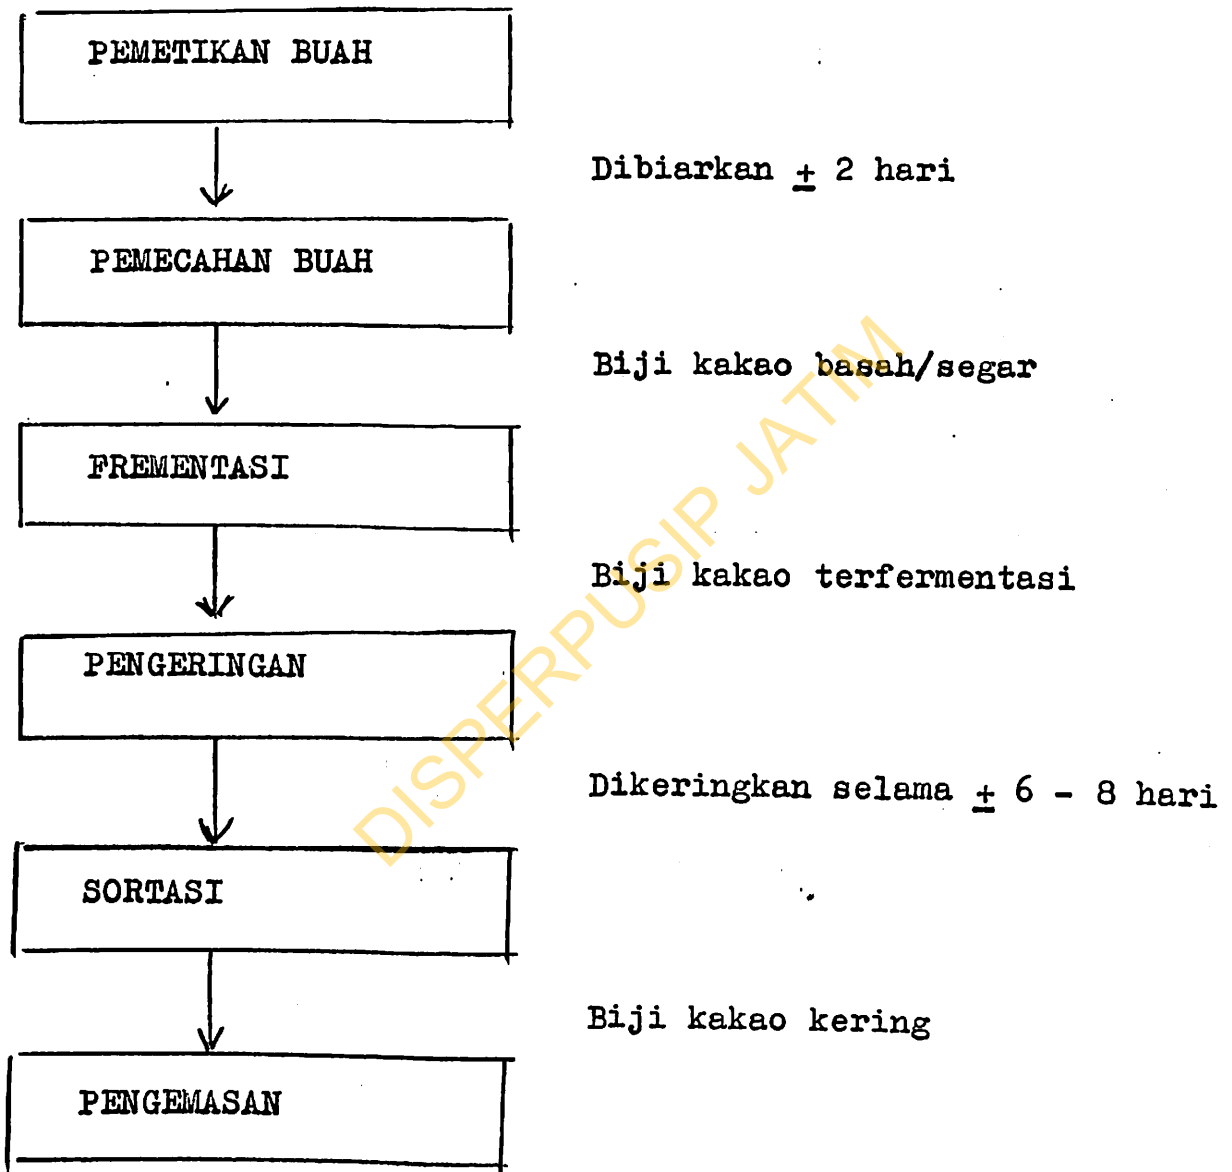 PEMETIKAN BUAH
Dibiarkan ± 2 hari
PEMECAHAN BUAH
Biji kakao basah/segar
FREMENTASI
Biji kakao terfermentasi
PENGERINGAN
Dikeringkan selama ± 6 - 8 hari
SORTASI
Biji kakao kering
PENGEMASAN
DISPERPUSIP JATIM